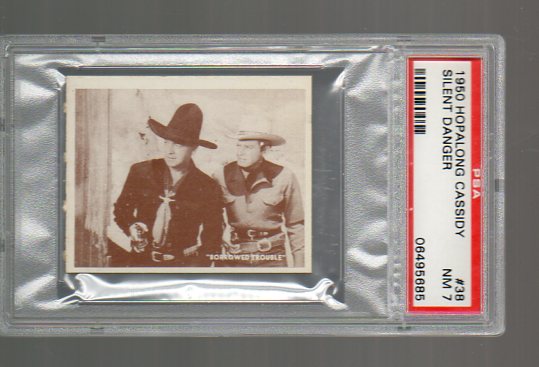 PSA
1950 HOPALONG CASSIDY #38
SILENT DANGER NM 7
06495685
"BORROWED TROUBLE"